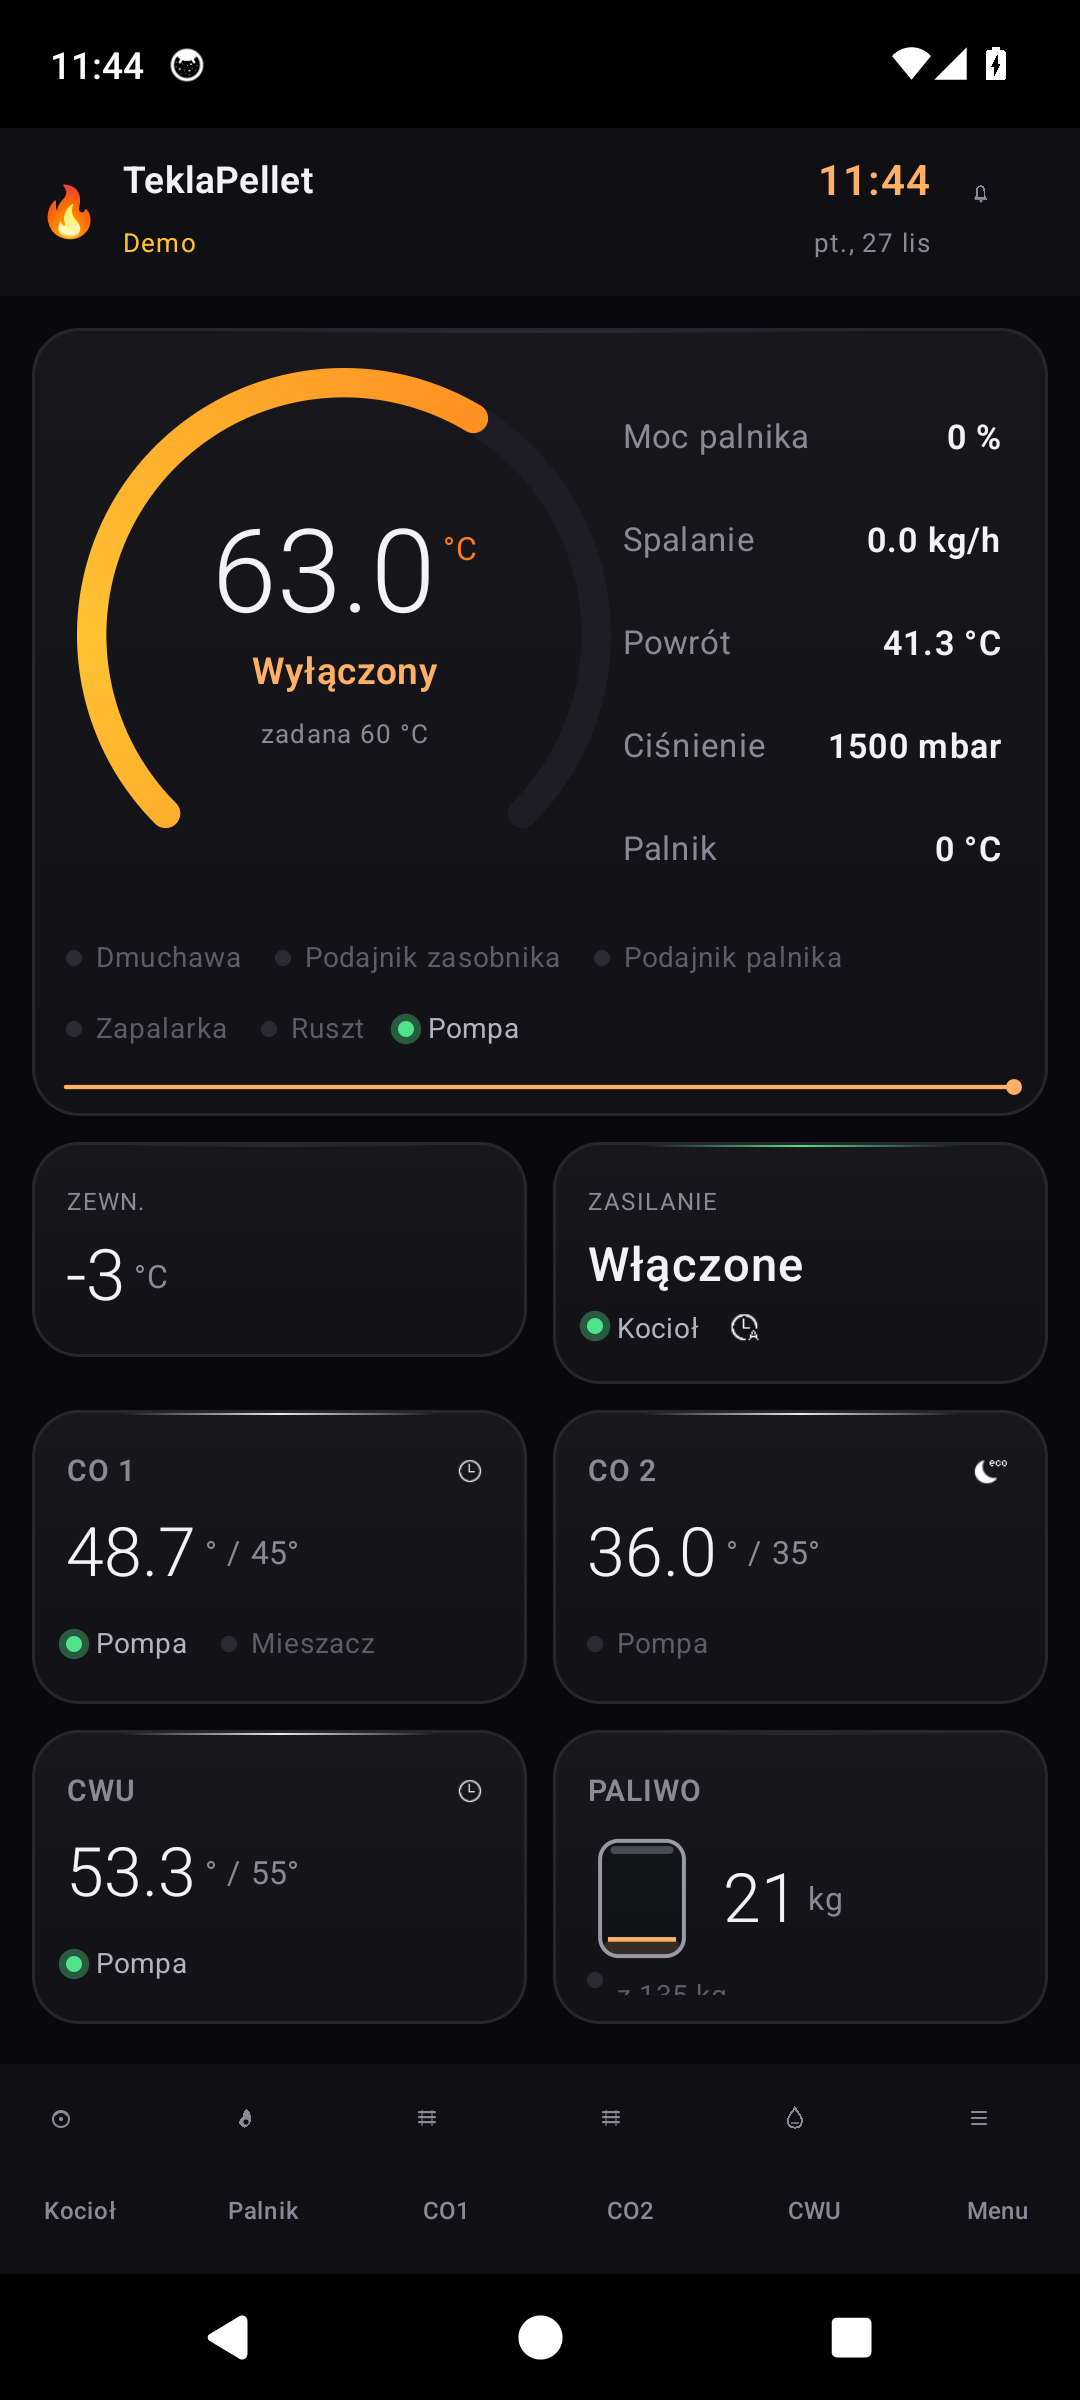 11:44
TeklaPellet
Demo
11:44
pt., 27 lis
63.0 °C
Wyłączony
zadana 60 °C
Moc palnika 0 %
Spalanie 0.0 kg/h
Powrót 41.3 °C
Ciśnienie 1500 mbar
Palnik 0 °C
Dmuchawa Podajnik zasobnika Podajnik palnika
Zapalarka Ruszt Pompa
ZEWN.
-3 °C
ZASILANIE
Włączone
Kocioł A
CO 1
48.7 ° / 45°
Pompa Mieszacz
CO 2 eco
36.0 ° / 35°
Pompa
CWU
53.3 ° / 55°
Pompa
PALIWO
21 kg
z 135 kg
Kocioł Palnik CO1 CO2 CWU Menu